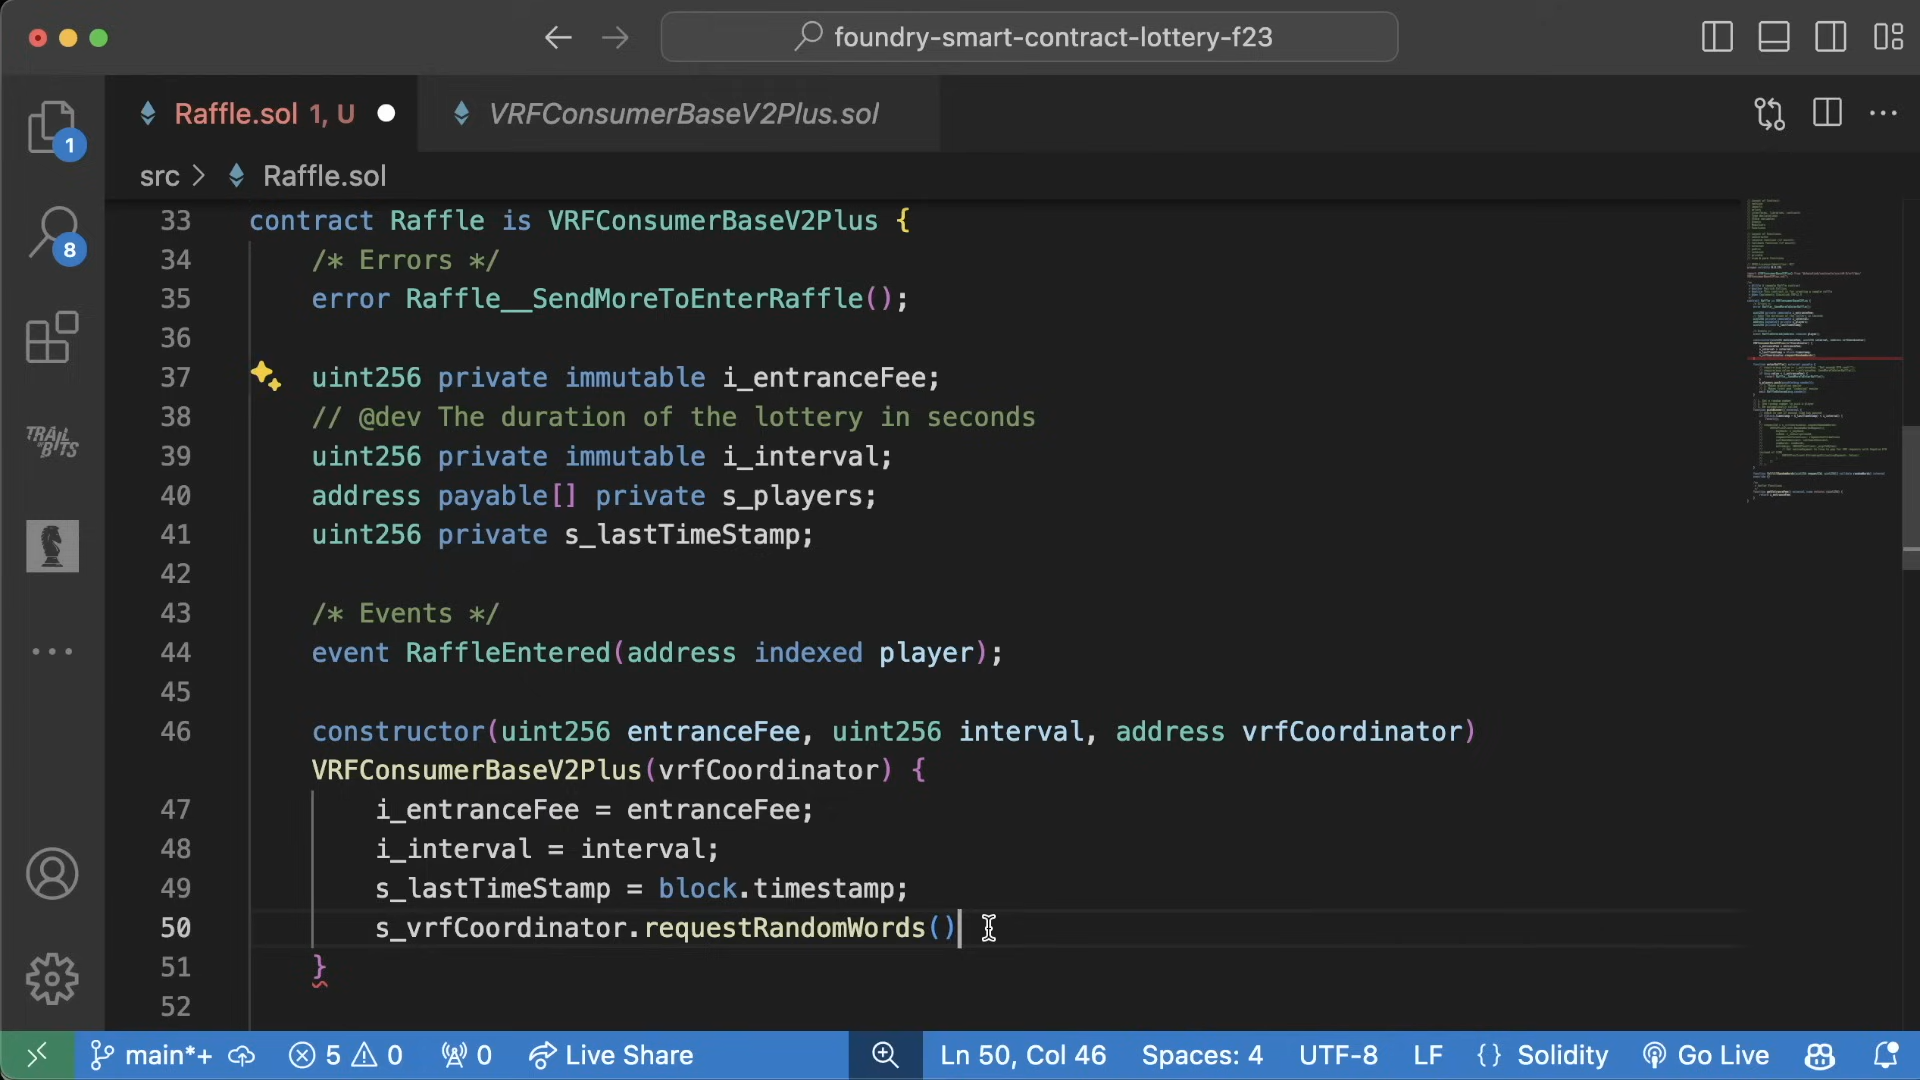 foundry-smart-contract-lottery-f23
Raffle.sol 1, U
VRFConsumerBaseV2Plus.sol
1
src > Raffle.sol
8
33 contract Raffle is VRFConsumerBaseV2Plus {
34 /* Errors */
35 error Raffle__SendMoreToEnterRaffle();
36
37 uint256 private immutable i_entranceFee;
38 // @dev The duration of the lottery in seconds
39 uint256 private immutable i_interval;
40 address payable[] private s_players;
41 uint256 private s_lastTimeStamp;
42
43 /* Events */
44 event RaffleEntered(address indexed player);
45
46 constructor(uint256 entranceFee, uint256 interval, address vrfCoordinator)
VRFConsumerBaseV2Plus(vrfCoordinator) {
47 i_entranceFee = entranceFee;
48 i_interval = interval;
49 s_lastTimeStamp = block.timestamp;
50 s_vrfCoordinator.requestRandomWords()
51 }
52
TRAIL OF BITS
main*+ 5 0 0 Live Share Ln 50, Col 46 Spaces: 4 UTF-8 LF {} Solidity Go Live